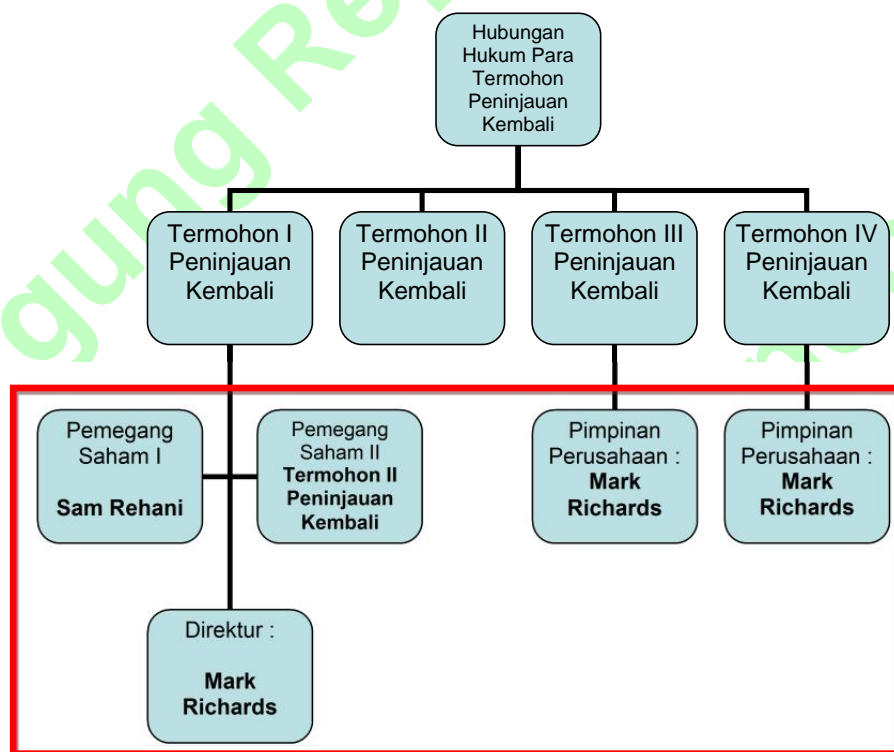 Hubungan
Hukum Para
Termohon
Peninjauan
Kembali
Termohon I
Peninjauan
Kembali
Termohon II
Peninjauan
Kembali
Termohon III
Peninjauan
Kembali
Termohon IV
Peninjauan
Kembali
Pemegang
Saham I
Sam Rehani
Pemegang
Saham II
Termohon II
Peninjauan
Kembali
Pimpinan
Perusahaan :
Mark
Richards
Pimpinan
Perusahaan :
Mark
Richards
Direktur :
Mark
Richards
gung Rep